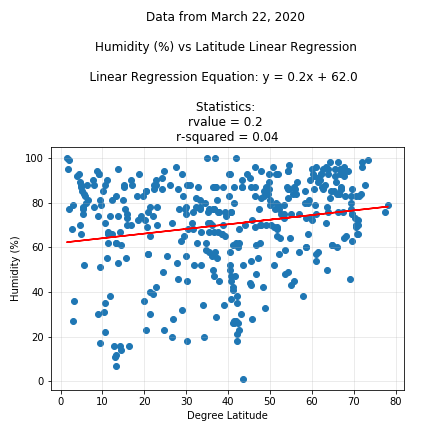 Data from March 22, 2020
Humidity (%) vs Latitude Linear Regression
Linear Regression Equation: y = 0.2x + 62.0
Statistics:
rvalue = 0.2
r-squared = 0.04
100
80
60
40
20
0
Humidity (%)
0 10 20 30 40 50 60 70 80
Degree Latitude